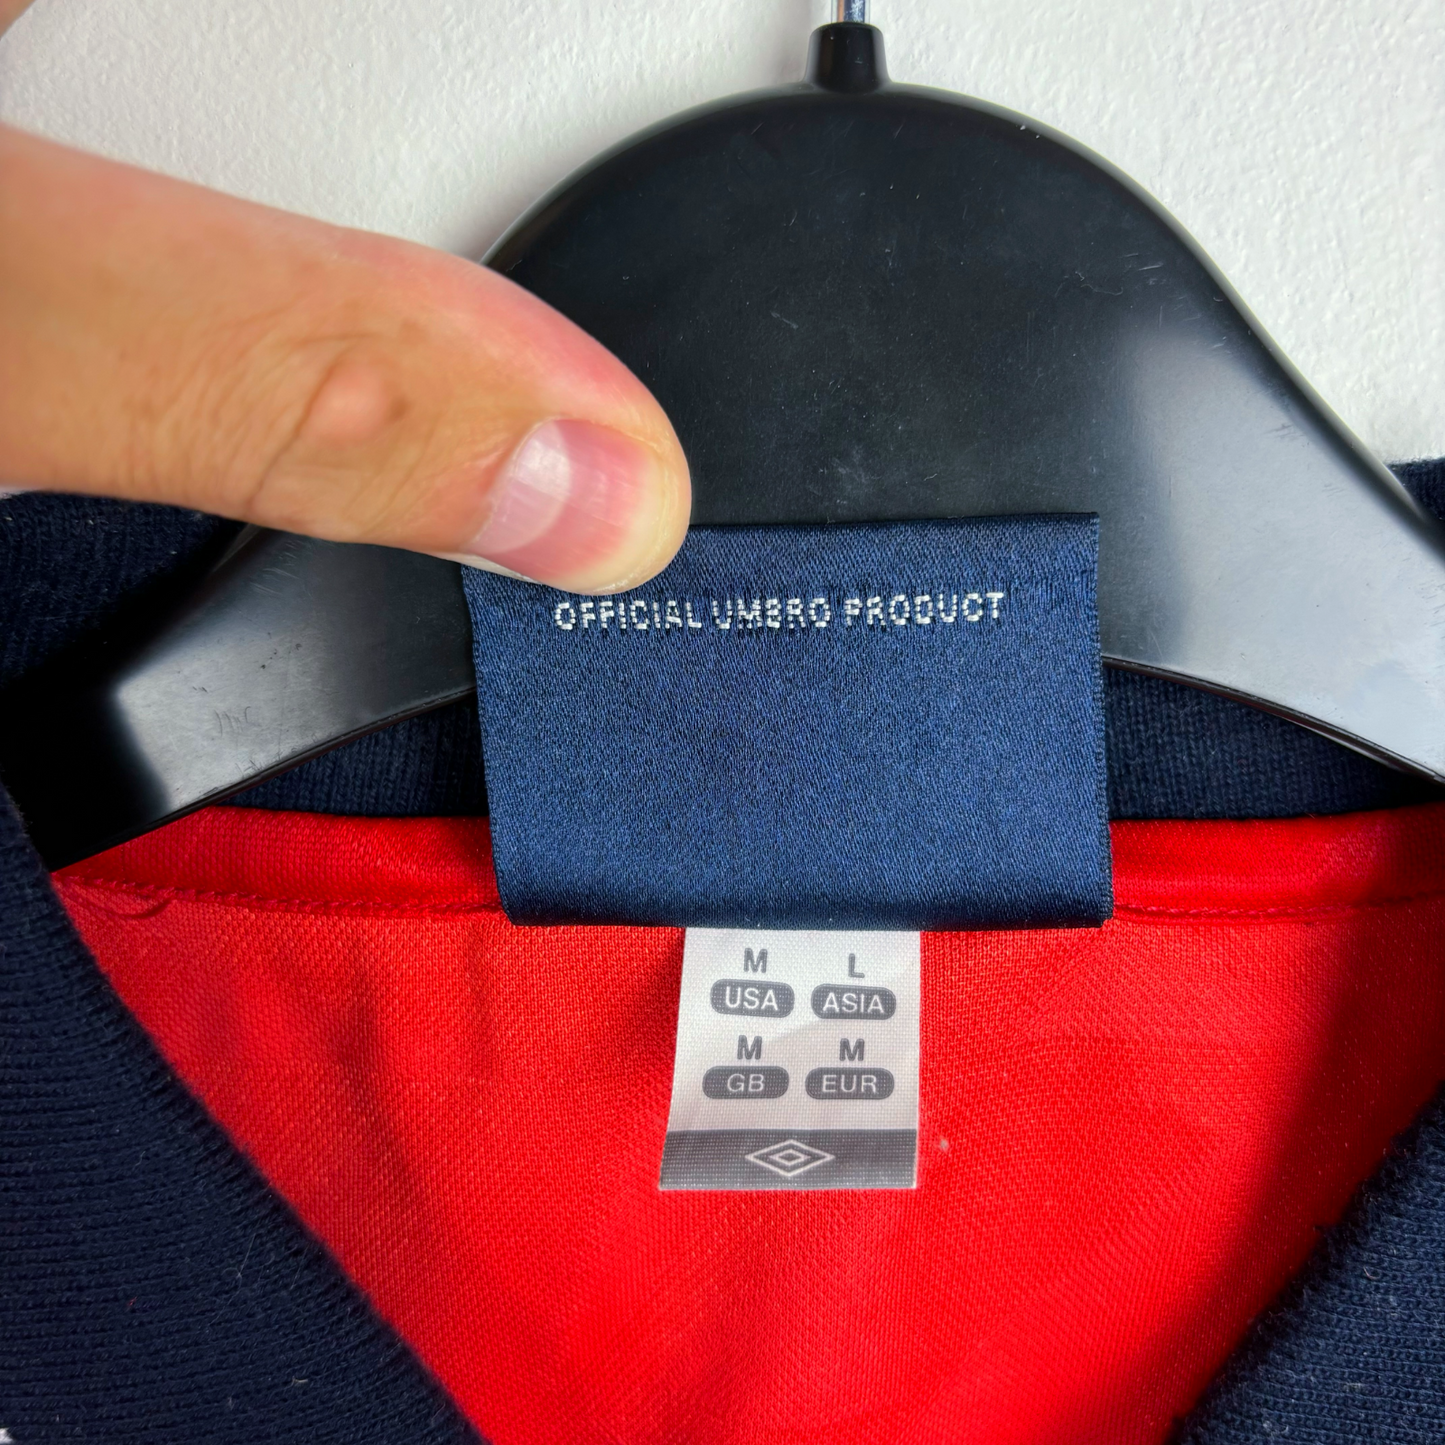 OFFICIAL UMBRO PRODUCT
M L
USA ASIA
M M
GB EUR